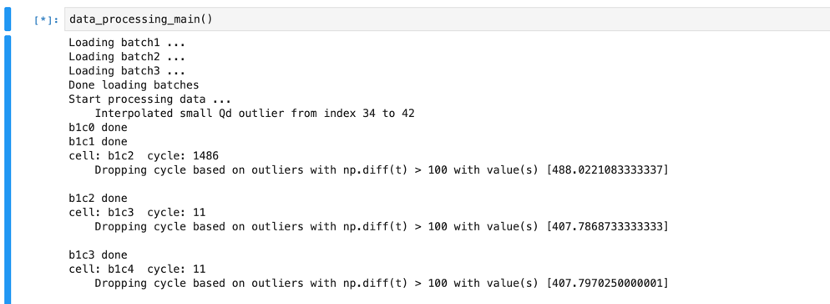 [*]: data_processing_main()
Loading batch1 ...
Loading batch2 ...
Loading batch3 ...
Done loading batches
Start processing data ...
    Interpolated small Qd outlier from index 34 to 42
b1c0 done
b1c1 done
cell: b1c2  cycle: 1486
    Dropping cycle based on outliers with np.diff(t) > 100 with value(s) [488.0221083333337]
b1c2 done
cell: b1c3  cycle: 11
    Dropping cycle based on outliers with np.diff(t) > 100 with value(s) [407.7868733333333]
b1c3 done
cell: b1c4  cycle: 11
    Dropping cycle based on outliers with np.diff(t) > 100 with value(s) [407.7970250000001]